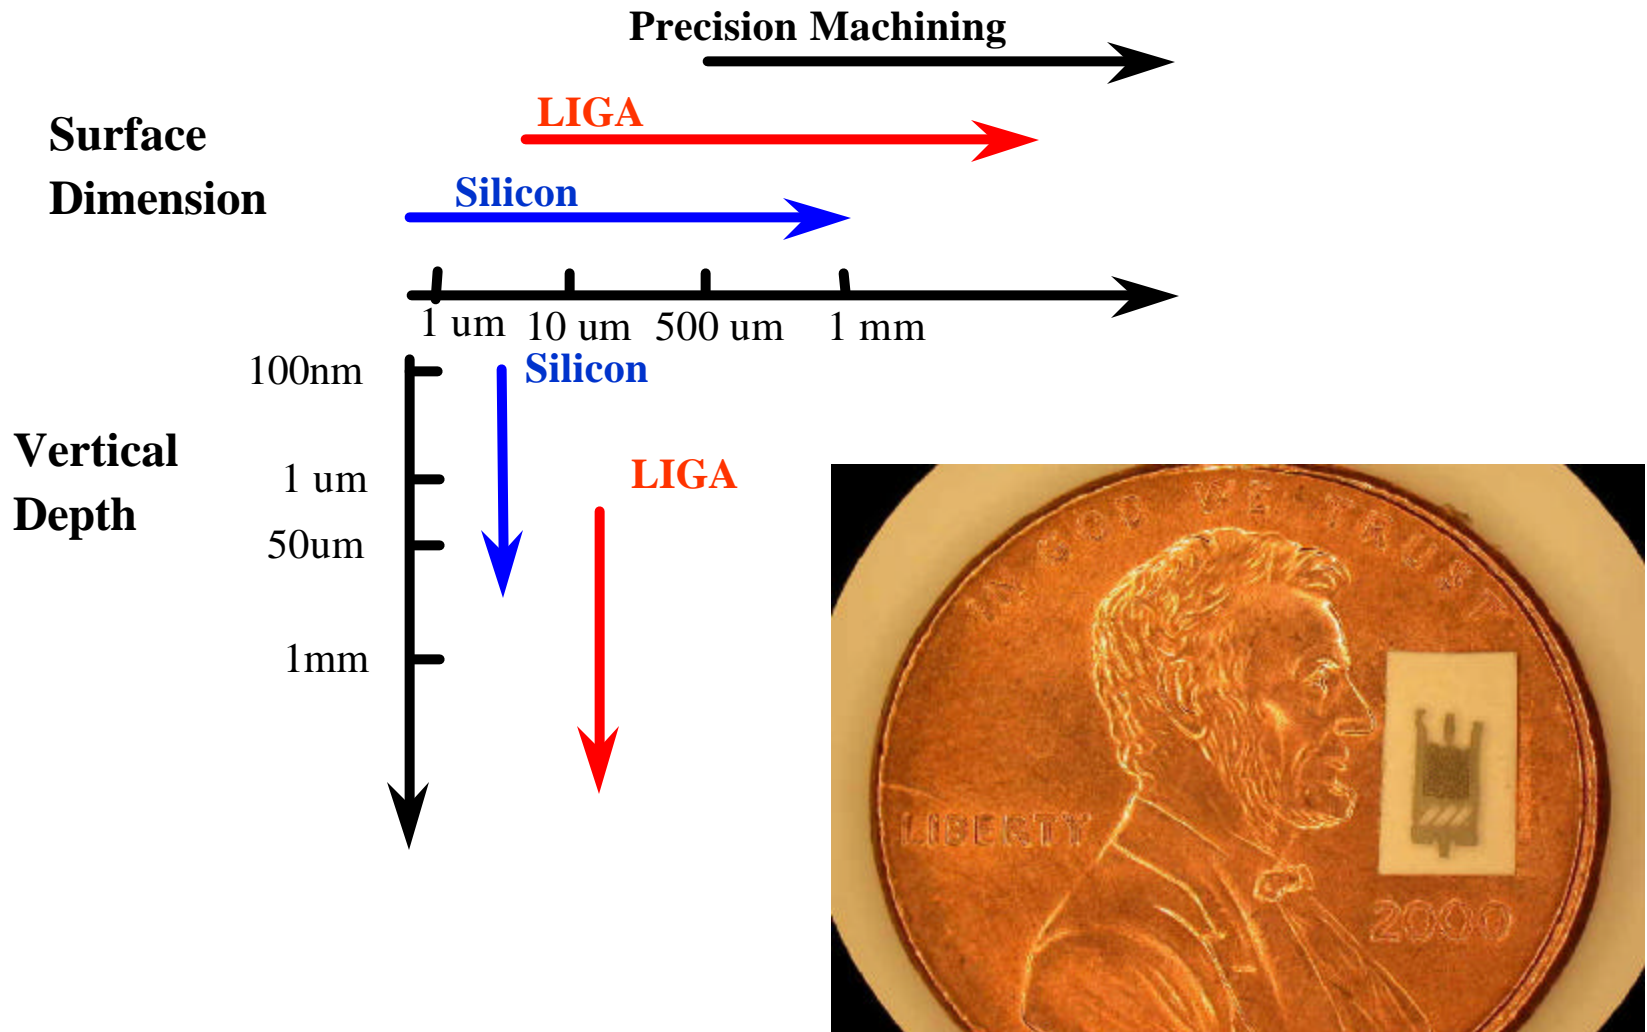 Precision Machining
LIGA
Surface
Dimension
Silicon
1 um 10 um 500 um 1 mm
100nm
Silicon
Vertical
Depth
1 um
LIGA
50um
1mm
IN GOD WE TRUST
LIBERTY
2000